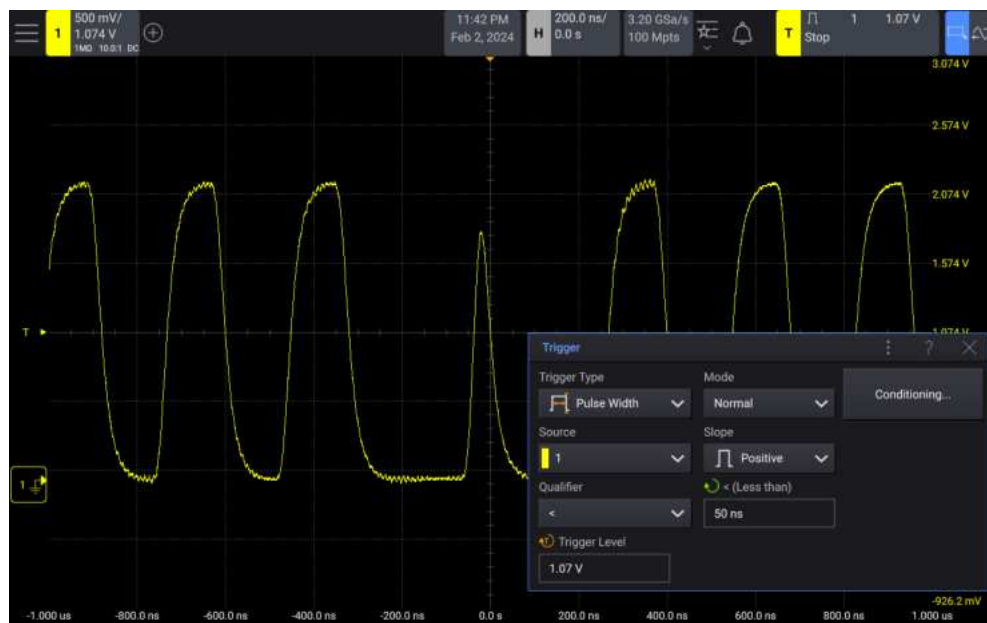 1
500 mV/
1.074 V
1MΩ 10.0:1 DC
11:42 PM
Feb 2, 2024
H
200.0 ns/
0.0 s
3.20 GSa/s
100 Mpts
T
Stop
1
1.07 V
3.074 V
2.574 V
2.074 V
1.574 V
1.074 V
T
1
Trigger
?
Trigger Type
Mode
Pulse Width
Normal
Conditioning...
Source
Slope
1
Positive
Qualifier
< (Less than)
<
50 ns
T
Trigger Level
1.07 V
-926.2 mV
-1.000 us
-800.0 ns
-600.0 ns
-400.0 ns
-200.0 ns
0.0 s
200.0 ns
400.0 ns
600.0 ns
800.0 ns
1.000 us